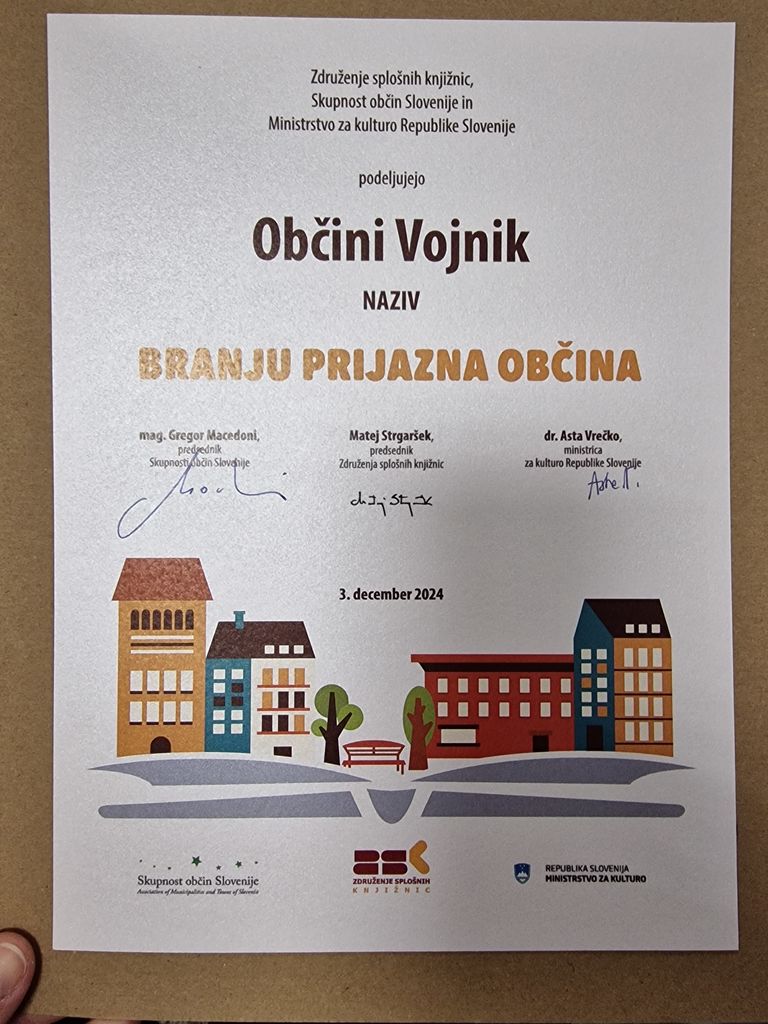 Združenje splošnih knjižnic,
Skupnost občin Slovenije in
Ministrstvo za kulturo Republike Slovenije
podeljujejo
Občini Vojnik
NAZIV
BRANJU PRIJAZNA OBČINA
mag. Gregor Macedoni,
predsednik
Skupnosti občin Slovenije
Matej Strgaršek,
predsednik
Združenja splošnih knjižnic
dr. Asta Vrečko,
ministrica
za kulturo Republike Slovenije
3. december 2024
Skupnost občin Slovenije
Association of Municipalities and Towns of Slovenia
ZDRUŽENJE SPLOŠNIH
KNJIŽNIC
REPUBLIKA SLOVENIJA
MINISTRSTVO ZA KULTURO